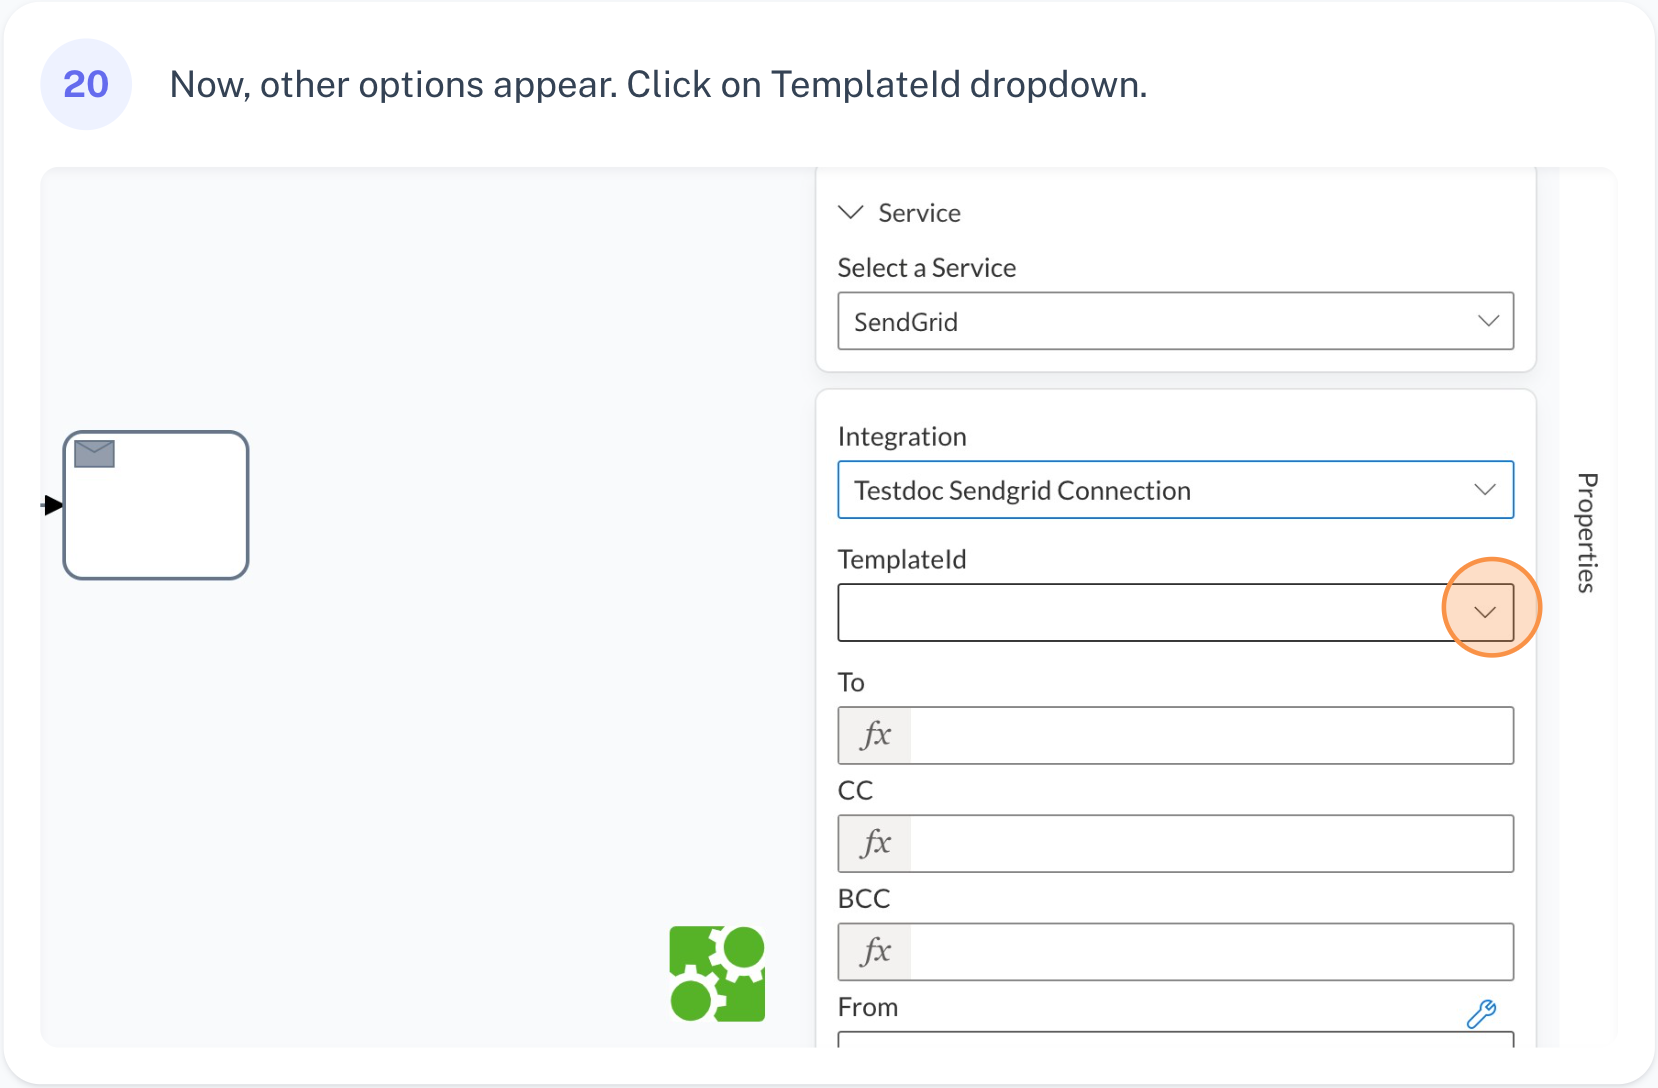 20
Now, other options appear. Click on TemplateId dropdown.
Service
Select a Service
SendGrid
Integration
Testdoc Sendgrid Connection
TemplateId
To
fx
CC
fx
BCC
fx
From
Properties